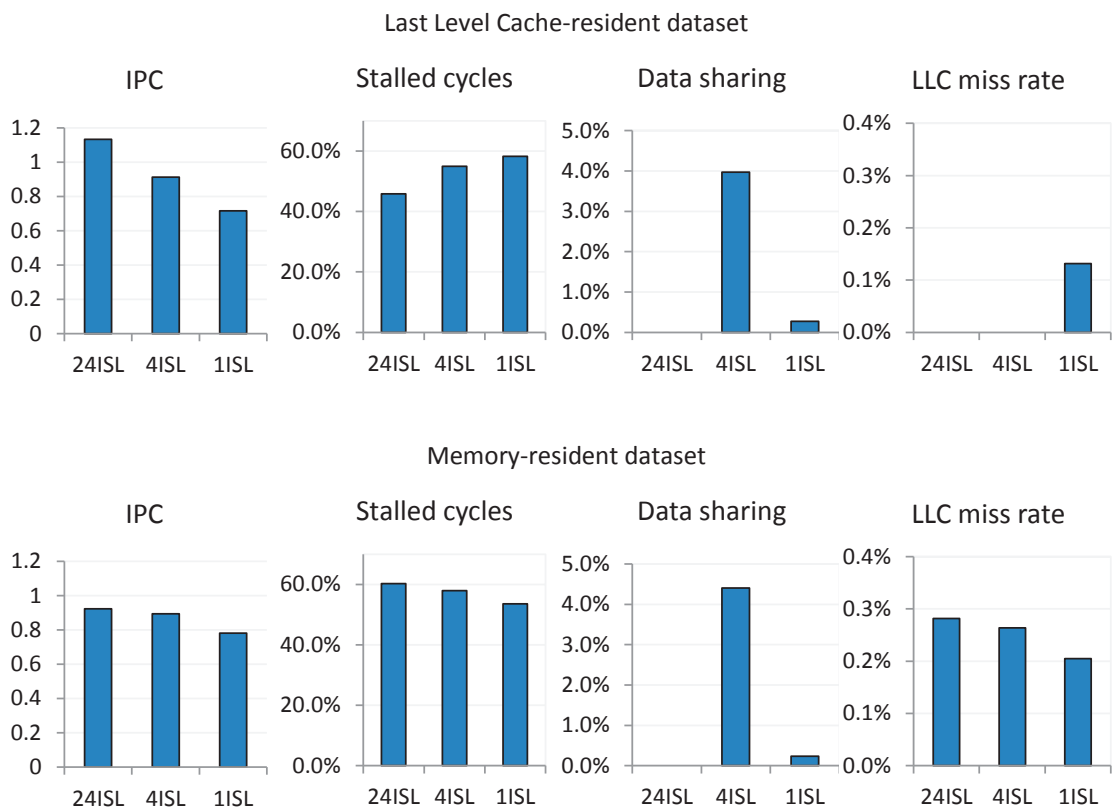 Last Level Cache-resident dataset
IPC
1.2
1
0.8
0.6
0.4
0.2
0
24ISL 4ISL 1ISL
Stalled cycles
60.0%
40.0%
20.0%
0.0%
24ISL 4ISL 1ISL
Data sharing
5.0%
4.0%
3.0%
2.0%
1.0%
0.0%
24ISL 4ISL 1ISL
LLC miss rate
0.4%
0.3%
0.2%
0.1%
0.0%
24ISL 4ISL 1ISL
Memory-resident dataset
IPC
1.2
1
0.8
0.6
0.4
0.2
0
24ISL 4ISL 1ISL
Stalled cycles
60.0%
40.0%
20.0%
0.0%
24ISL 4ISL 1ISL
Data sharing
5.0%
4.0%
3.0%
2.0%
1.0%
0.0%
24ISL 4ISL 1ISL
LLC miss rate
0.4%
0.3%
0.2%
0.1%
0.0%
24ISL 4ISL 1ISL